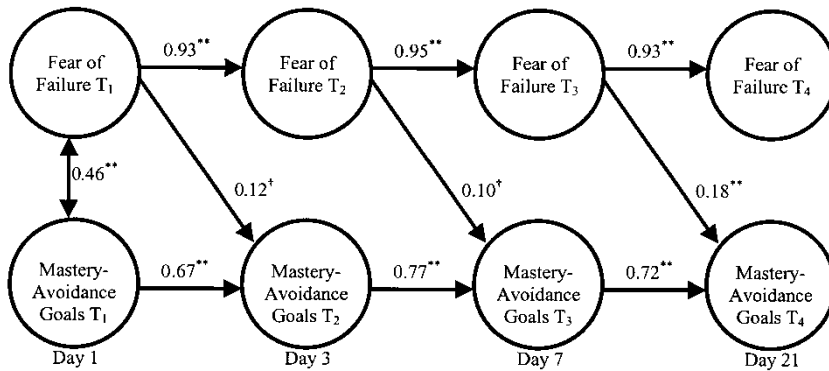 0.93** 0.95** 0.93**
Fear of Fear of Fear of Fear of
Failure T₁ Failure T₂ Failure T₃ Failure T₄
0.46** 0.12† 0.10† 0.18**
0.67** 0.77** 0.72**
Mastery- Mastery- Mastery- Mastery-
Avoidance Avoidance Avoidance Avoidance
Goals T₁ Goals T₂ Goals T₃ Goals T₄
Day 1 Day 3 Day 7 Day 21